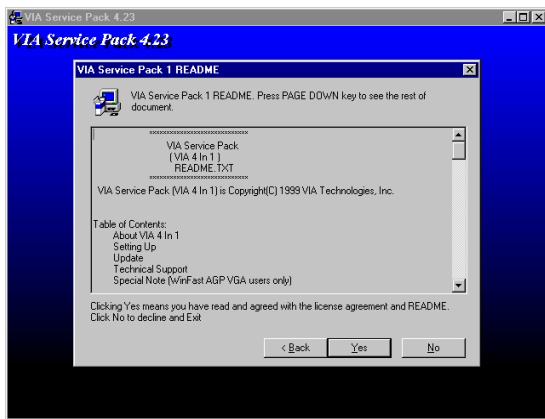 VIA Service Pack 4.23
VIA Service Pack 4.23
VIA Service Pack 1 README
VIA Service Pack 1 README. Press PAGE DOWN key to see the rest of
document.
VIA Service Pack
( VIA 4 In 1 )
README.TXT
VIA Service Pack (VIA 4 In 1) is Copyright(C) 1999 VIA Technologies, Inc.
Table of Contents:
About VIA 4 In 1
Setting Up
Update
Technical Support
Special Note (WinFast AGP VGA users only)
Clicking Yes means you have read and agreed with the license agreement and README.
Click No to decline and Exit
< Back Yes No